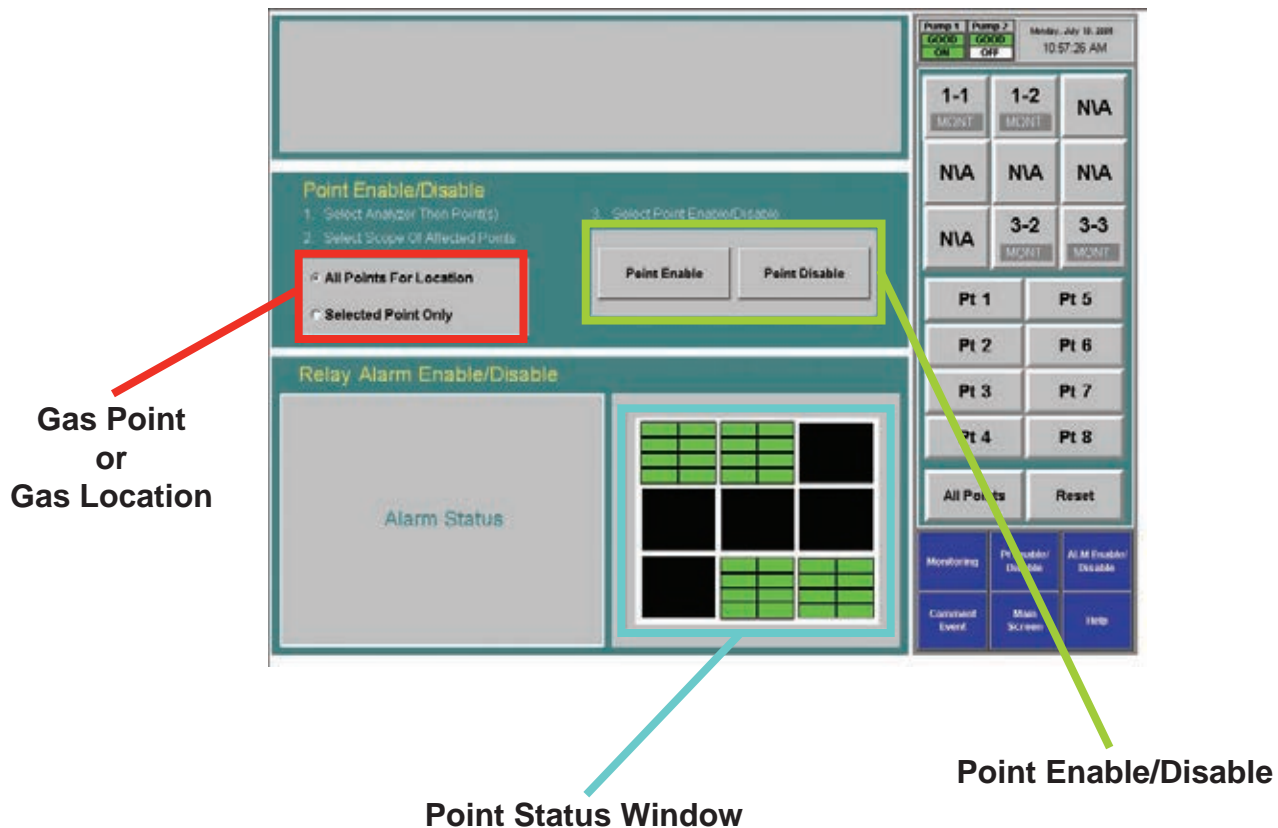 Pump 1 Pump 2
GOOD GOOD
ON OFF
10:57:26 AM
1-1 1-2 N\A
MONT MONT
N\A N\A N\A
N\A 3-2 3-3
MONT MONT
Point Enable/Disable
1. Select Analyzer Then Point(s)
2. Select Scope Of Affected Points
3. Select Point Enable/Disable
All Points For Location
Selected Point Only
Point Enable Point Disable
Pt 1 Pt 5
Pt 2 Pt 6
Pt 3 Pt 7
Pt 4 Pt 8
All Points Reset
Relay Alarm Enable/Disable
Alarm Status
Monitoring Pt Enable/ ALM Enable/
Disable Disable
Comment Main Help
Event Screen
Gas Point
or
Gas Location
Point Enable/Disable
Point Status Window